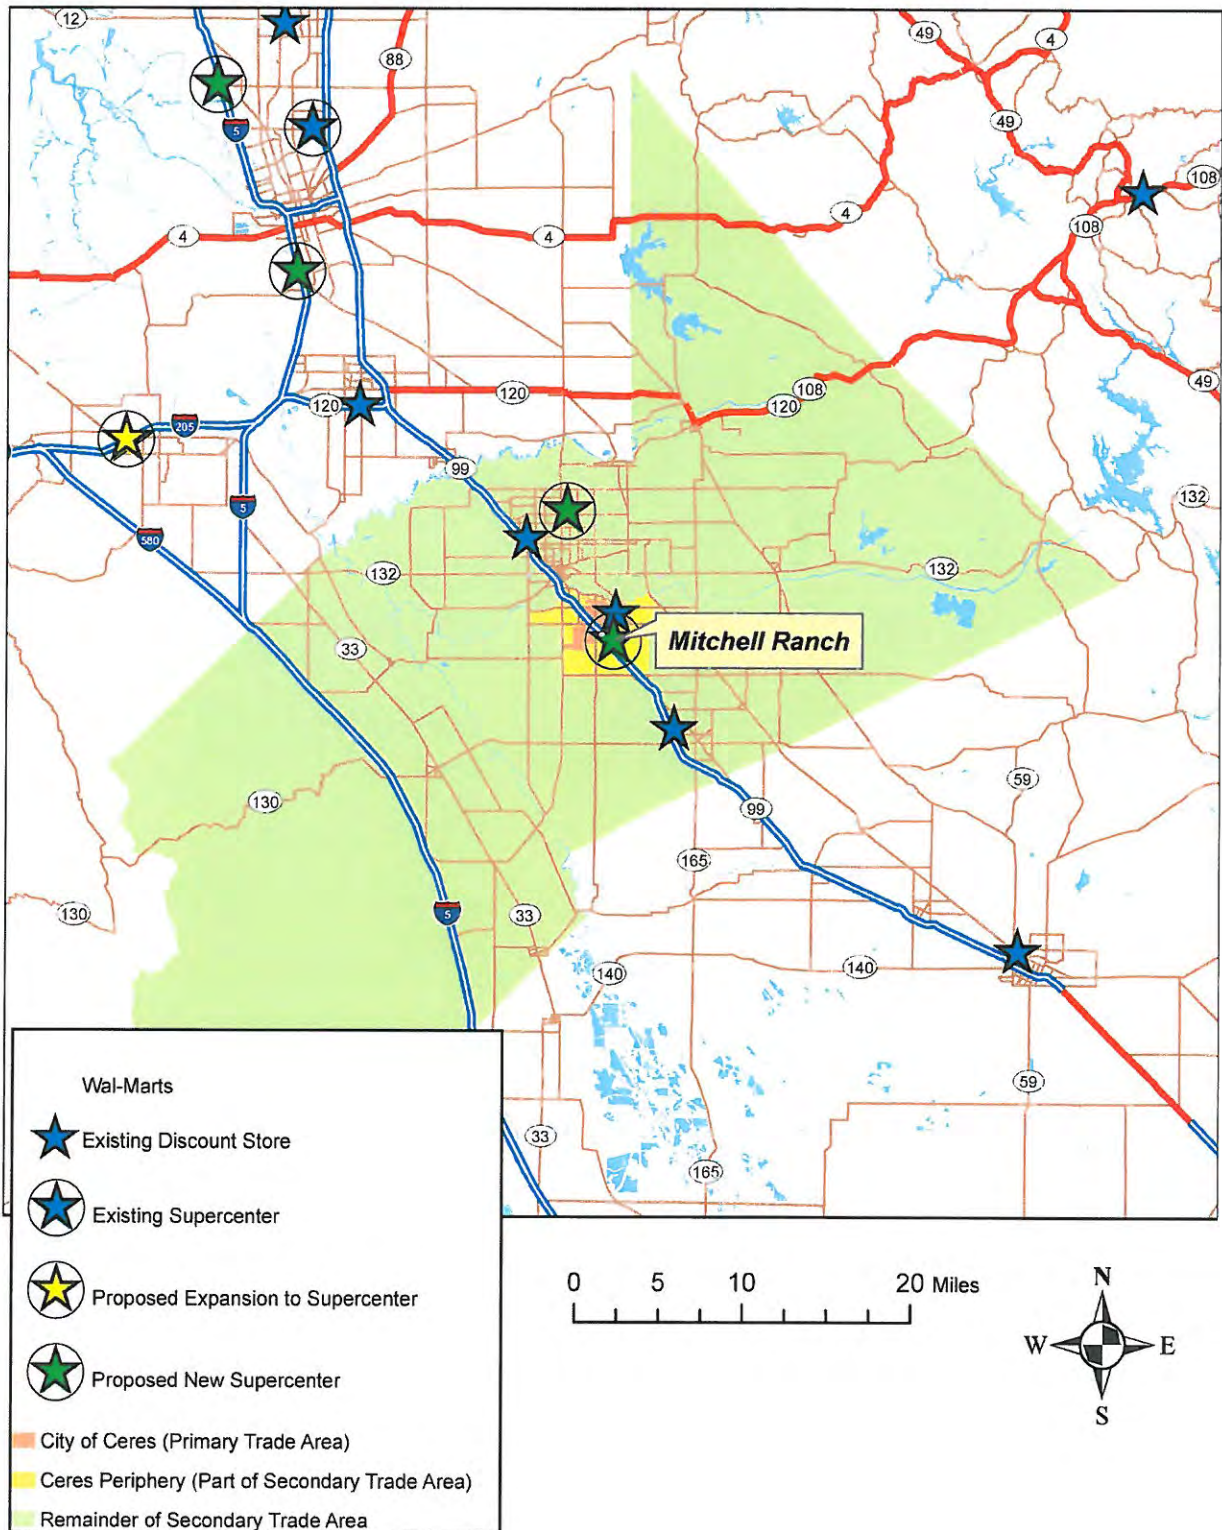 12
88
49
4
49
5
108
4
4
108
120
108
120
49
120
205
99
132
5
580
132
132
Mitchell Ranch
33
59
130
99
165
130
5
33
140
140
59
33
165
Wal-Marts
Existing Discount Store
Existing Supercenter
Proposed Expansion to Supercenter
Proposed New Supercenter
City of Ceres (Primary Trade Area)
Ceres Periphery (Part of Secondary Trade Area)
Remainder of Secondary Trade Area
0 5 10 20 Miles
N
W E
S